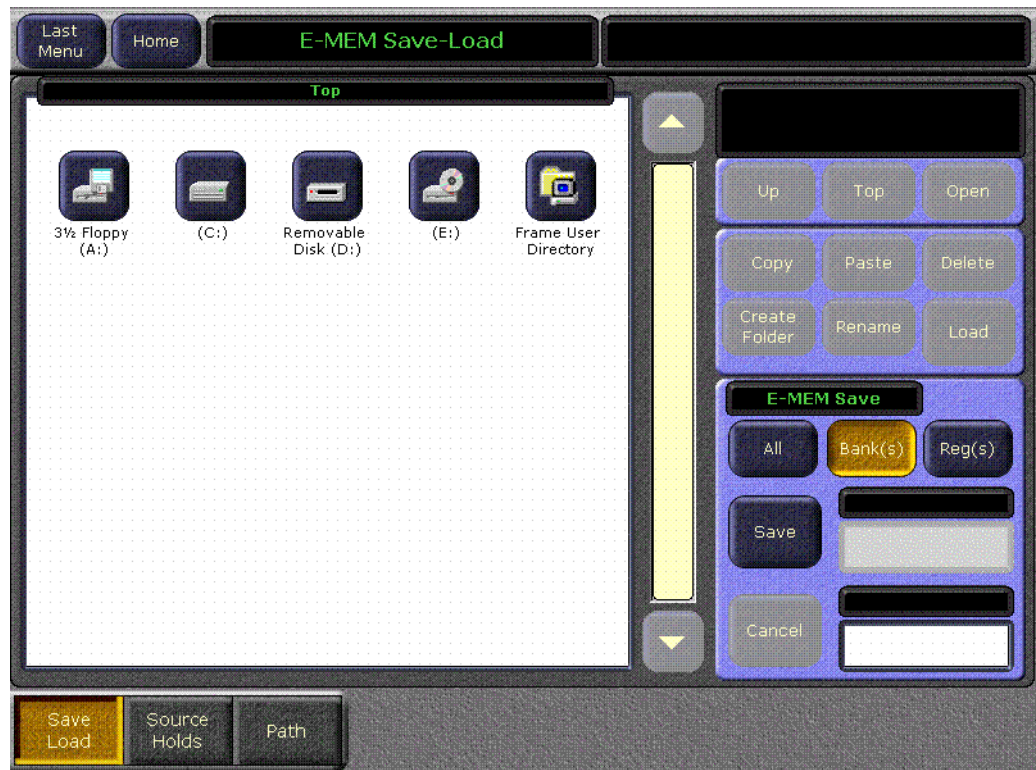 Last
Menu
Home
E-MEM Save-Load
Top
3½ Floppy
(A:)
(C:)
Removable
Disk (D:)
(E:)
Frame User
Directory
Up
Top
Open
Copy
Paste
Delete
Create
Folder
Rename
Load
E-MEM Save
All
Bank(s)
Reg(s)
Save
Cancel
Save
Load
Source
Holds
Path